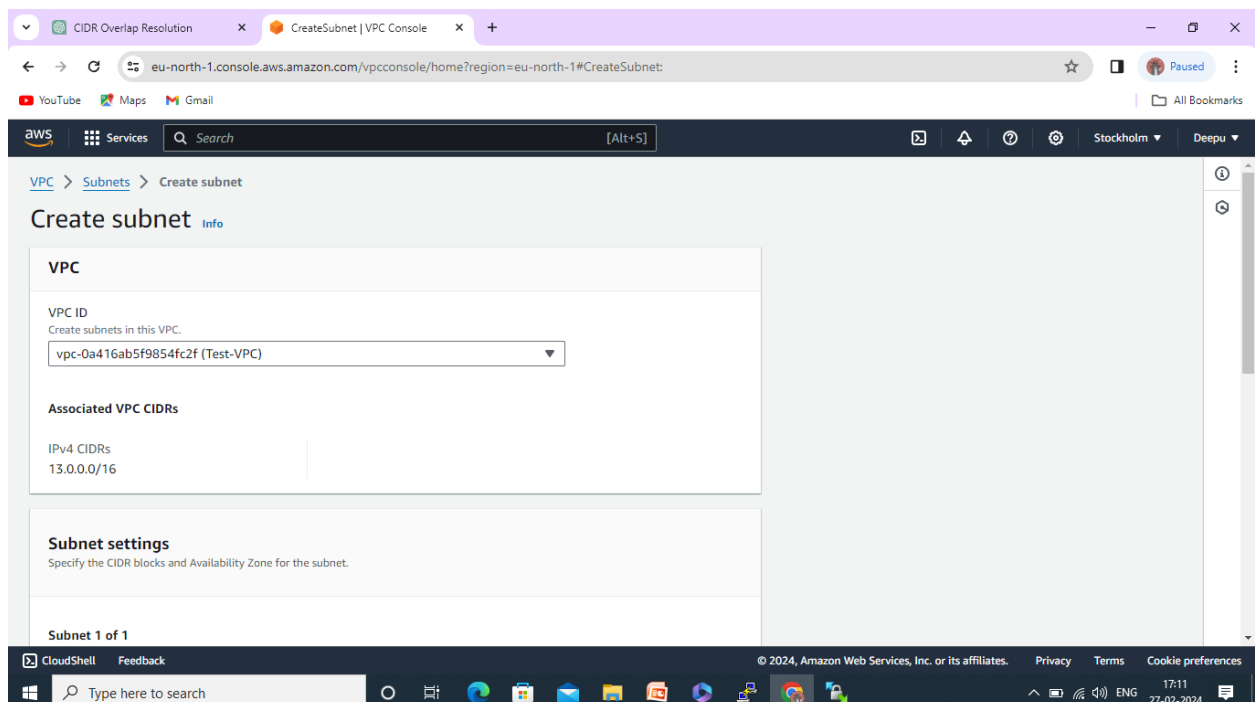 CIDR Overlap Resolution
CreateSubnet | VPC Console
eu-north-1.console.aws.amazon.com/vpcconsole/home?region=eu-north-1#CreateSubnet:
Paused
YouTube Maps Gmail
All Bookmarks
aws Services Search [Alt+S] Stockholm Deepu
VPC > Subnets > Create subnet
Create subnet Info
VPC
VPC ID
Create subnets in this VPC.
vpc-0a416ab5f9854fc2f (Test-VPC)
Associated VPC CIDRs
IPv4 CIDRs
13.0.0.0/16
Subnet settings
Specify the CIDR blocks and Availability Zone for the subnet.
Subnet 1 of 1
CloudShell Feedback © 2024, Amazon Web Services, Inc. or its affiliates. Privacy Terms Cookie preferences
Type here to search
ENG
17:11
27-02-2024